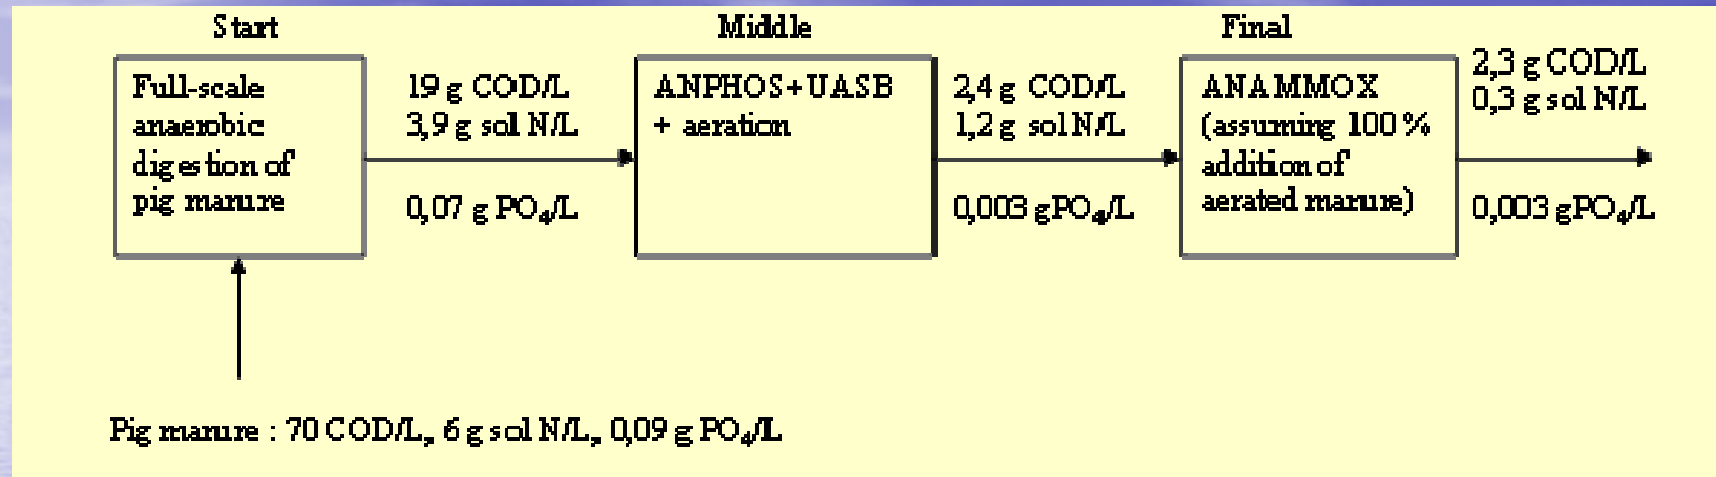 Start
Full-scale
anaerobic
digestion of
pig manure
19 g COD/L
3,9 g sol N/L
0,07 g PO₄/L
Middle
ANPHOS+UASB
+ aeration
2,4 g COD/L
1,2 g sol N/L
0,003 gPO₄/L
Final
ANAMMOX
(assuming 100 %
addition of
aerated manure)
2,3 g COD/L
0,3 g sol N/L
0,003 gPO₄/L
Pig manure : 70 COD/L, 6 g sol N/L, 0,09 g PO₄/L